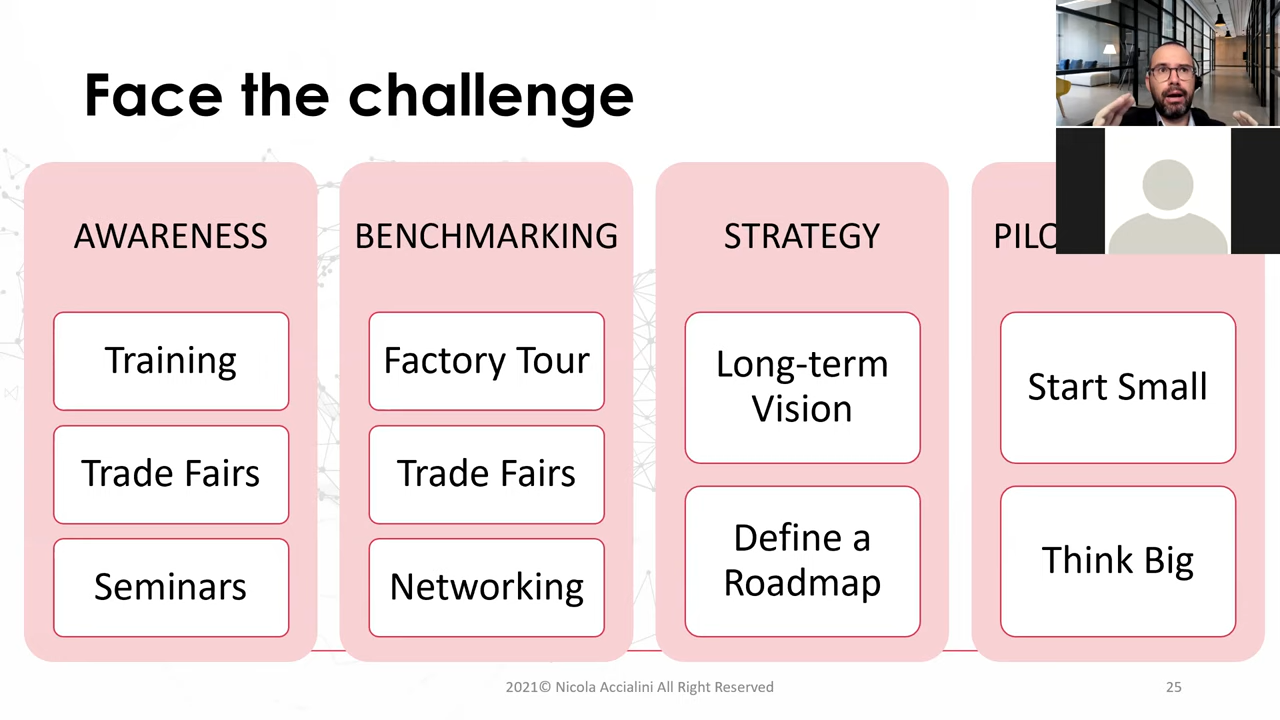 Face the challenge
AWARENESS
Training
Trade Fairs
Seminars
BENCHMARKING
Factory Tour
Trade Fairs
Networking
STRATEGY
Long-term
Vision
Define a
Roadmap
Start Small
Think Big
2021© Nicola Accialini All Right Reserved
25